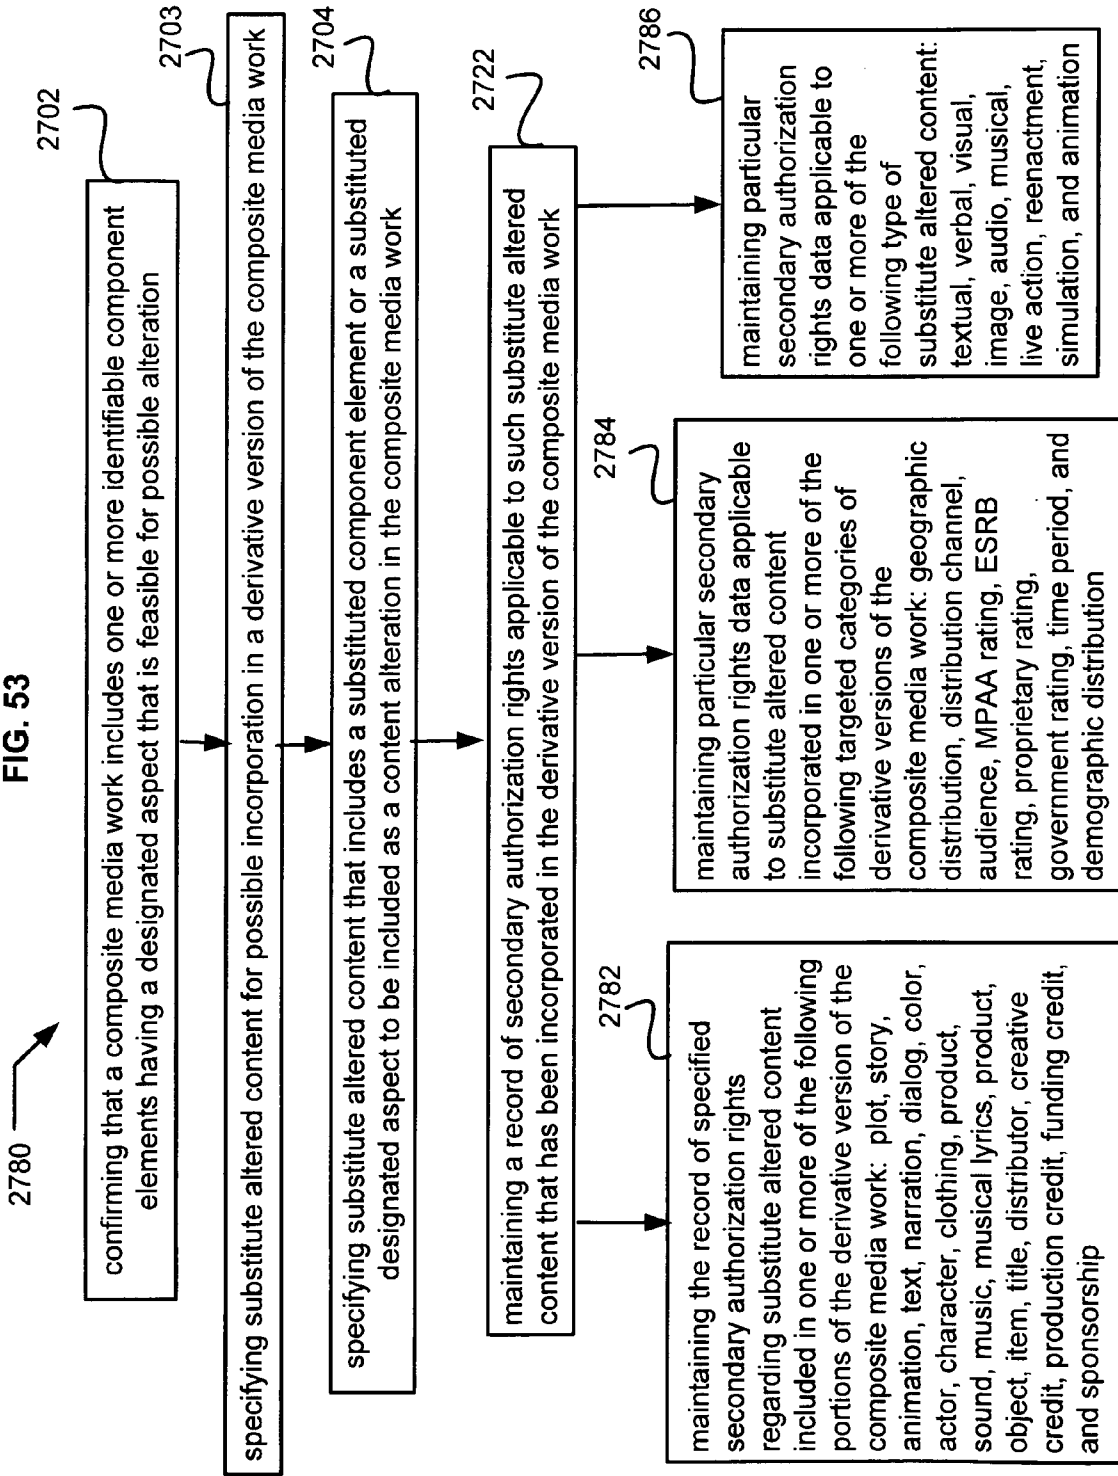 FIG. 53
2780
2702
confirming that a composite media work includes one or more identifiable component
elements having a designated aspect that is feasible for possible alteration
2703
specifying substitute altered content for possible incorporation in a derivative version of the composite media work
2704
specifying substitute altered content that includes a substituted component element or a substituted
designated aspect to be included as a content alteration in the composite media work
2722
maintaining a record of secondary authorization rights applicable to such substitute altered
content that has been incorporated in the derivative version of the composite media work
2782
maintaining the record of specified
secondary authorization rights
regarding substitute altered content
included in one or more of the following
portions of the derivative version of the
composite media work: plot, story,
animation, text, narration, dialog, color,
actor, character, clothing, product,
sound, music, musical lyrics, product,
object, item, title, distributor, creative
credit, production credit, funding credit,
and sponsorship
2784
maintaining particular secondary
authorization rights data applicable
to substitute altered content
incorporated in one or more of the
following targeted categories of
derivative versions of the
composite media work: geographic
distribution, distribution channel,
audience, MPAA rating, ESRB
rating, proprietary rating,
government rating, time period, and
demographic distribution
2786
maintaining particular
secondary authorization
rights data applicable to
one or more of the
following type of
substitute altered content:
textual, verbal, visual,
image, audio, musical,
live action, reenactment,
simulation, and animation